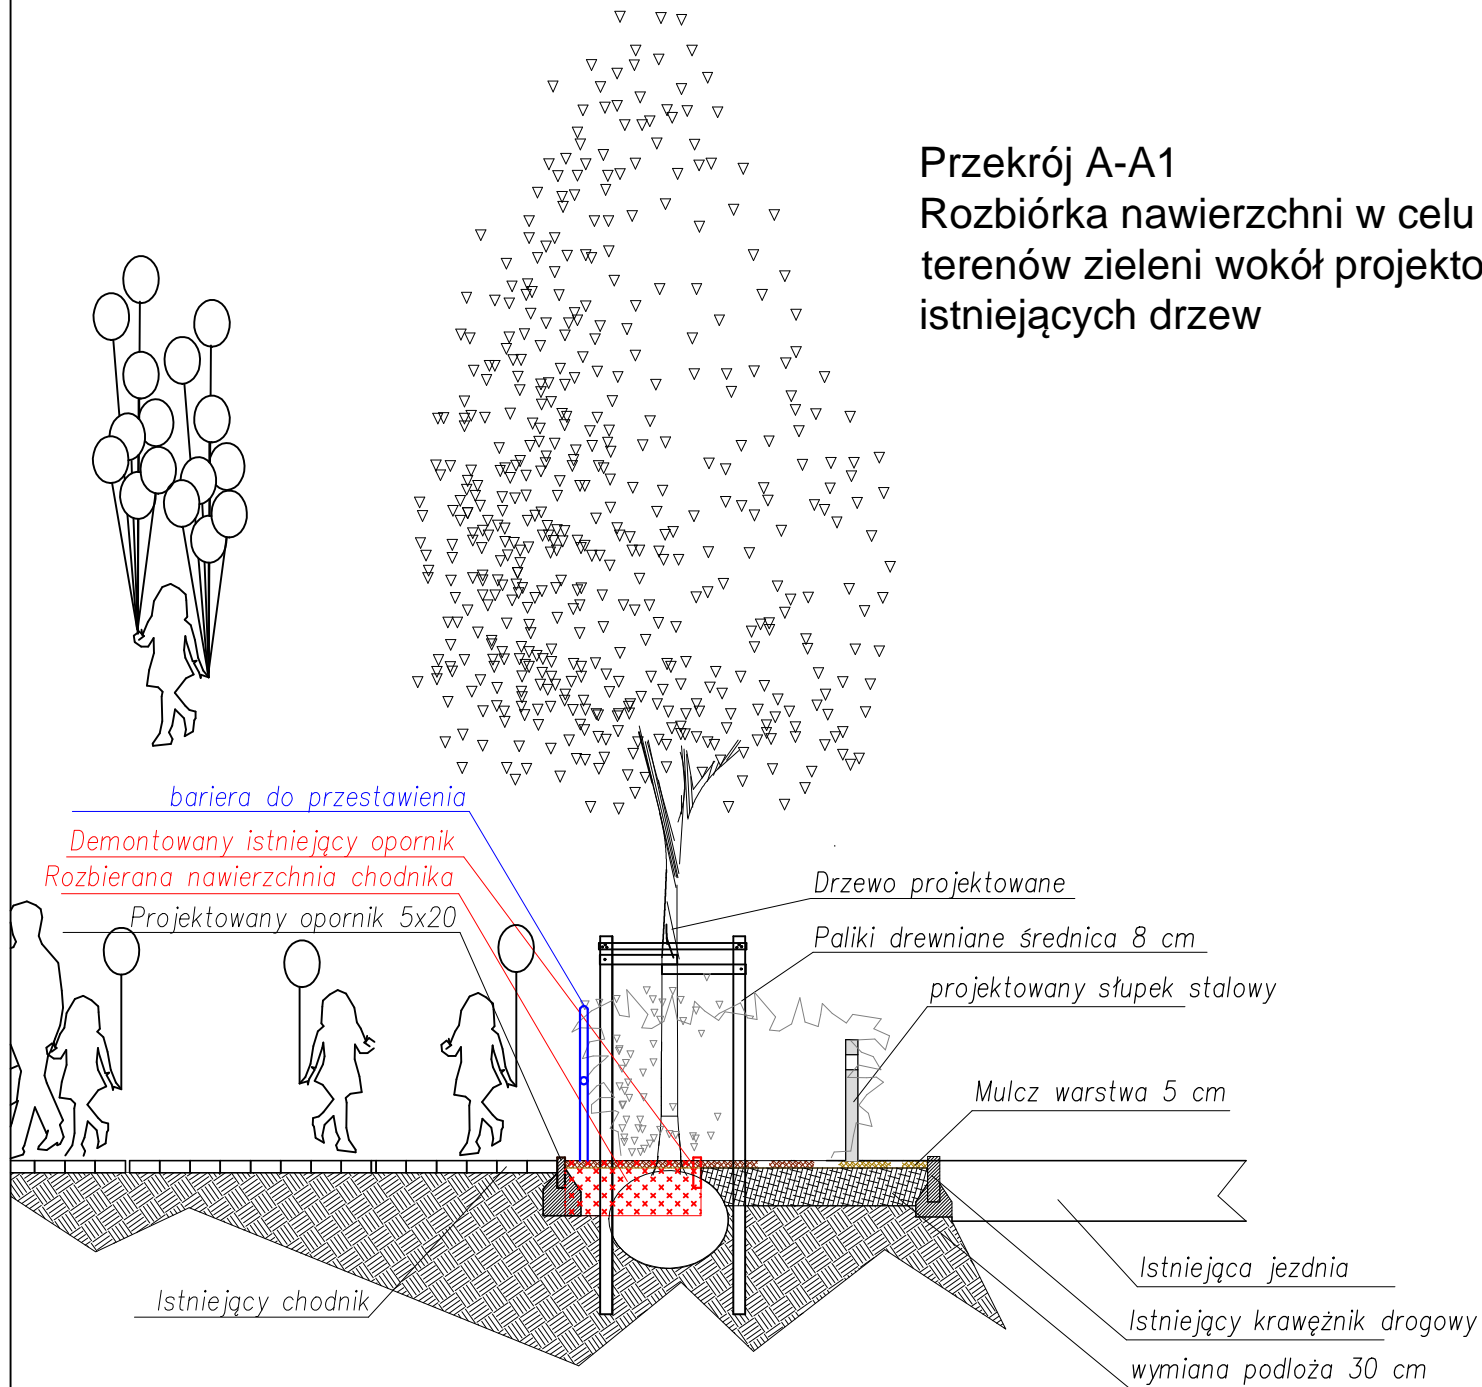 Przekrój A-A1
Rozbiórka nawierzchni w celu
terenów zieleni wokół projekto
istniejących drzew
bariera do przestawienia
Demontowany istniejący opornik
Rozbierana nawierzchnia chodnika
Projektowany opornik 5x20
Drzewo projektowane
Paliki drewniane średnica 8 cm
projektowany słupek stalowy
Mulcz warstwa 5 cm
Istniejąca jezdnia
Istniejący chodnik
Istniejący krawężnik drogowy
wymiana podloża 30 cm